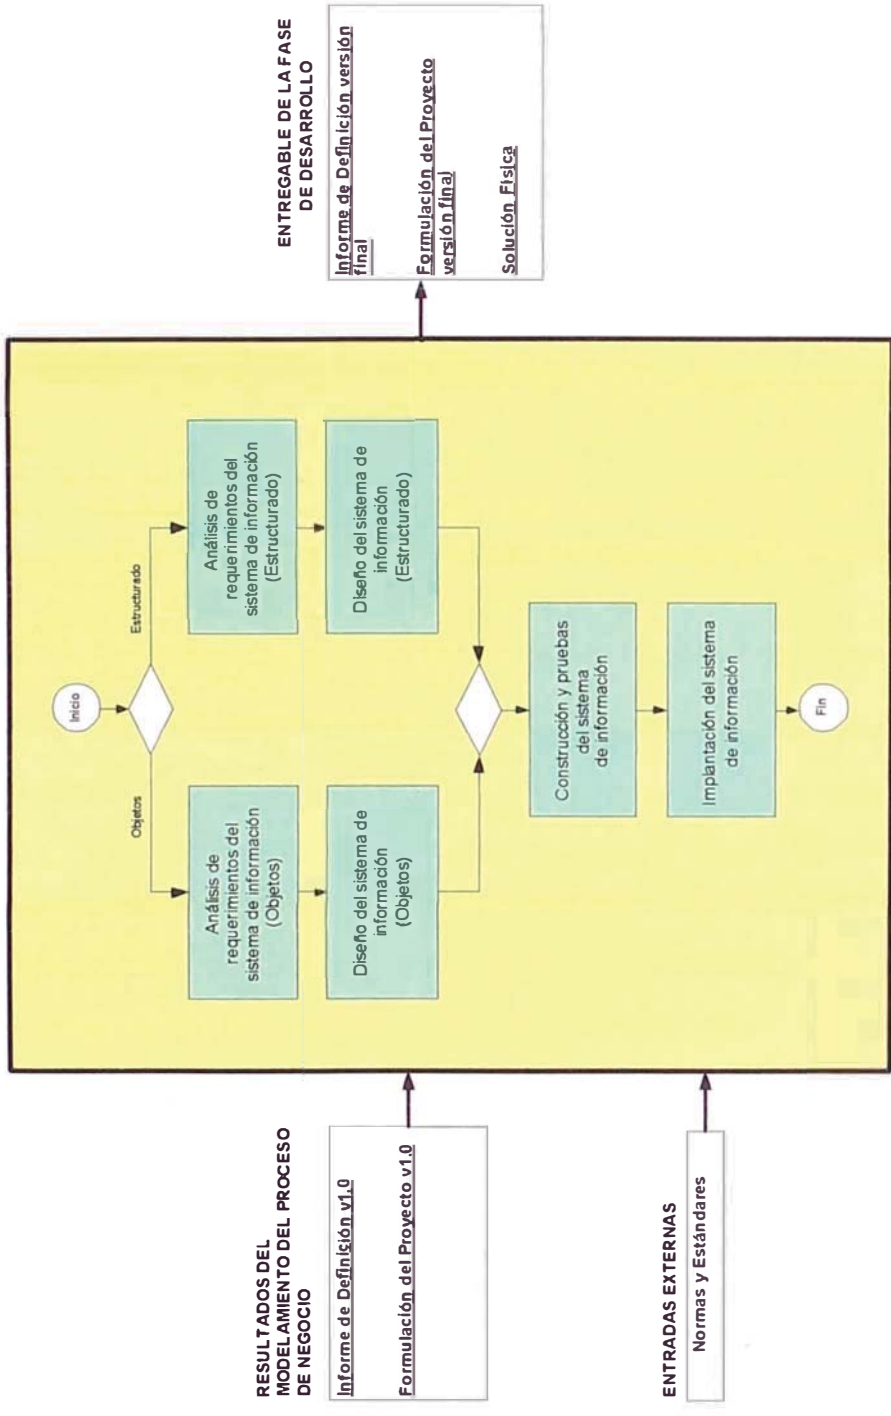 RESULTADOS DEL
MODELAMIENTO DEL PROCESO
DE NEGOCIO
Informe de Definición v1.0
Formulación del Proyecto v1.0
ENTRADAS EXTERNAS
Normas y Estándares
Inicio
Objetos
Estructurado
Análisis de
requerimientos del
sistema de información
(Objetos)
Análisis de
requerimientos del
sistema de información
(Estructurado)
Diseño del sistema de
información
(Objetos)
Diseño del sistema de
información
(Estructurado)
Construcción y pruebas
del sistema
de información
Implantación del sistema
de información
Fin
ENTREGABLE DE LA FASE
DE DESARROLLO
Informe de Definición versión
final
Formulación del Proyecto
versión final
Solución Física